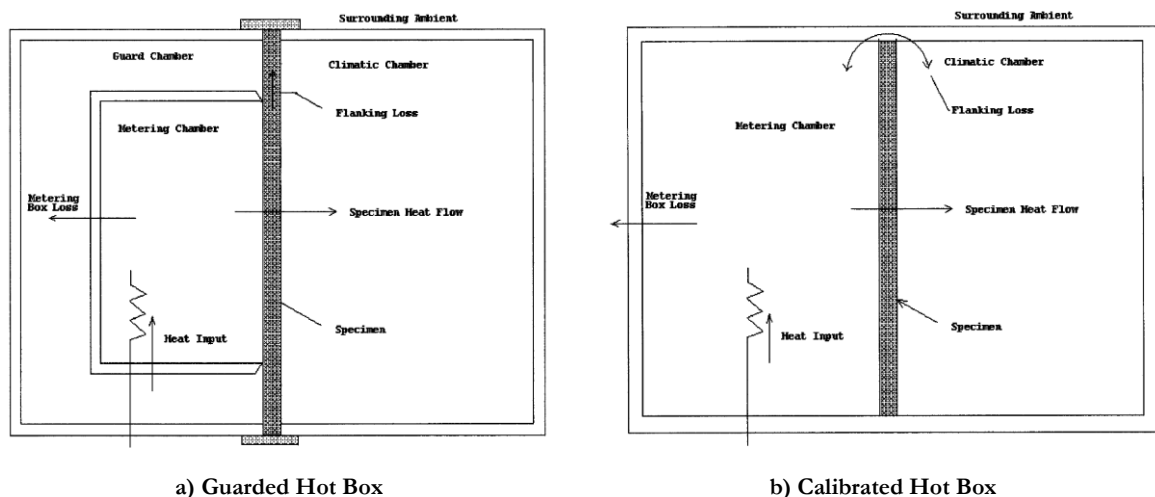 Surrounding Ambient
Guard Chamber
Climatic Chamber
Flanking Loss
Metering Chamber
Metering
Box Loss
Specimen Heat Flow
Specimen
Heat Input
a) Guarded Hot Box
Surrounding Ambient
Climatic Chamber
Flanking Loss
Metering Chamber
Metering
Box Loss
Specimen Heat Flow
Specimen
Heat Input
b) Calibrated Hot Box